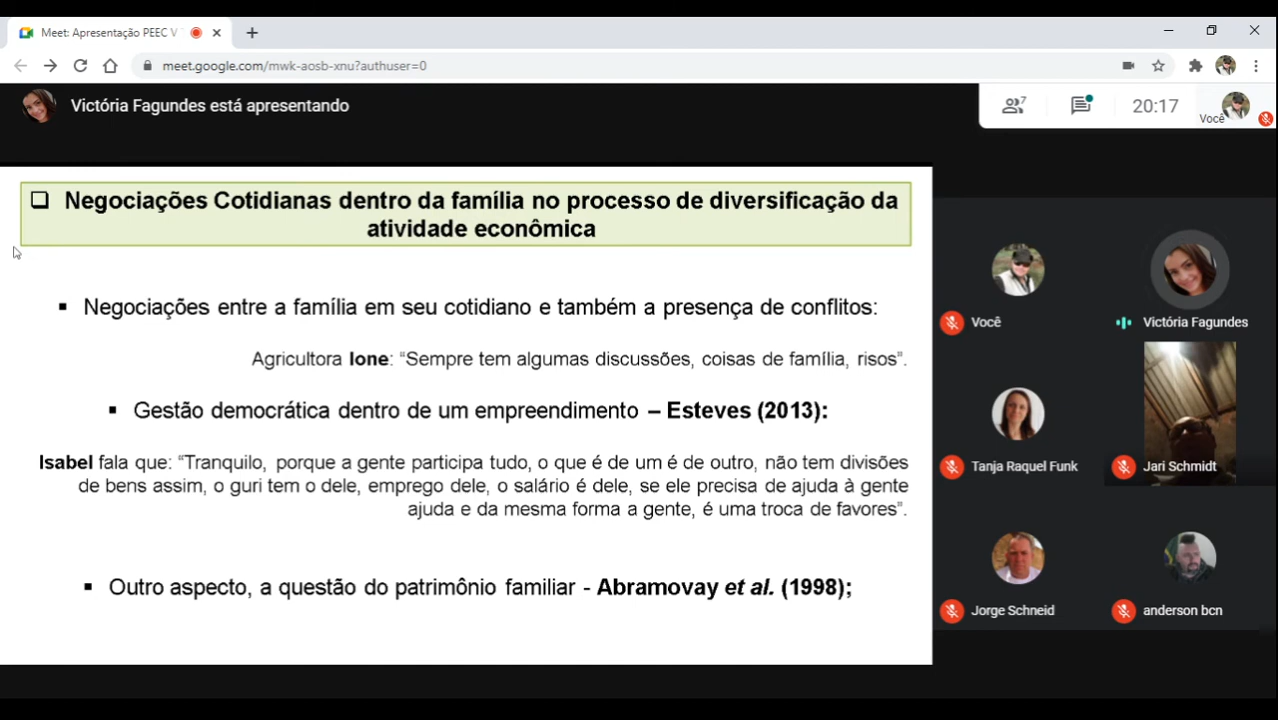 Meet: Apresentação PEEC V
meet.google.com/mwk-aosb-xnu?authuser=0
Victória Fagundes está apresentando
7
20:17
Você
❑ Negociações Cotidianas dentro da família no processo de diversificação da
atividade econômica
▪ Negociações entre a família em seu cotidiano e também a presença de conflitos:
Agricultora Ione: “Sempre tem algumas discussões, coisas de família, risos”.
▪ Gestão democrática dentro de um empreendimento – Esteves (2013):
Isabel fala que: “Tranquilo, porque a gente participa tudo, o que é de um é de outro, não tem divisões
de bens assim, o guri tem o dele, emprego dele, o salário é dele, se ele precisa de ajuda à gente
ajuda e da mesma forma a gente, é uma troca de favores”.
▪ Outro aspecto, a questão do patrimônio familiar - Abramovay et al. (1998);
Você
Victória Fagundes
Tanja Raquel Funk
Jari Schmidt
Jorge Schneid
anderson bcn